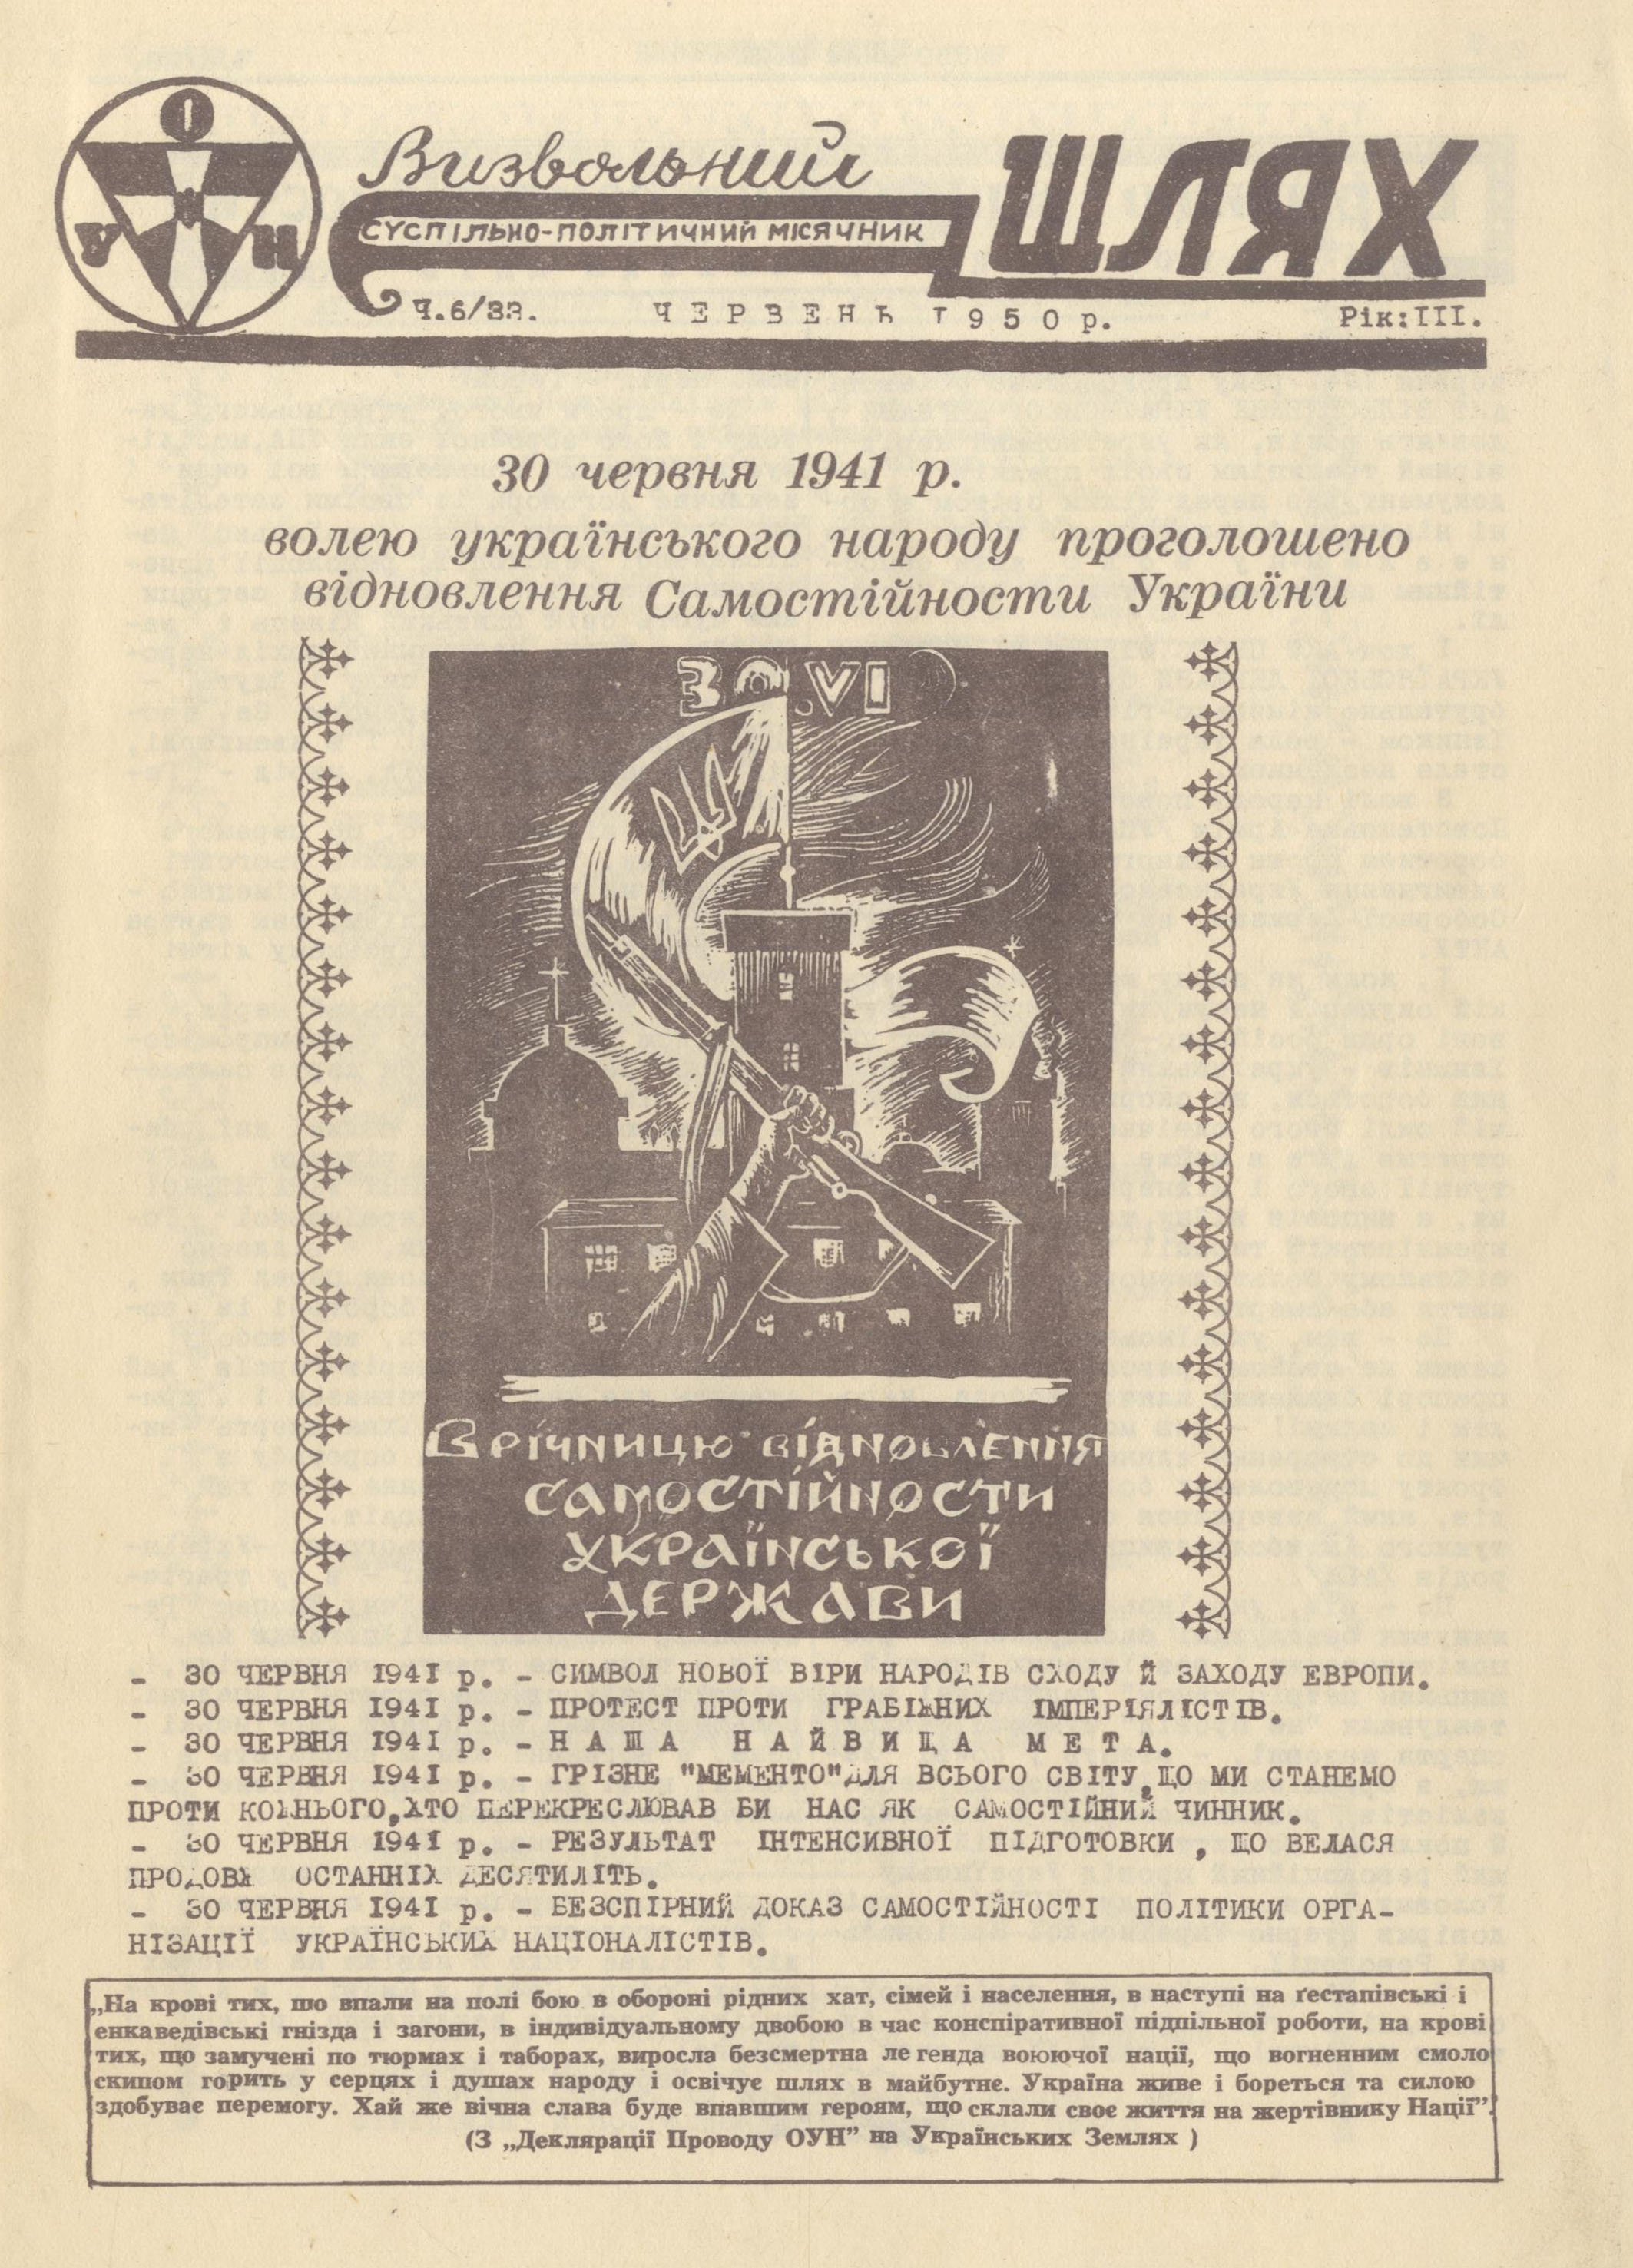 О У Н
Визвольний ШЛЯХ
СУСПІЛЬНО-ПОЛІТИЧНИЙ МІСЯЧНИК
Ч.6/33. ЧЕРВЕНЬ 1950 р. Рік:III.
30 червня 1941 р.
волею українського народу проголошено
відновлення Самостійности України
30.VI
В РІЧНИЦЮ ВІДНОВЛЕННЯ
САМОСТІЙНОСТИ
УКРАЇНСЬКОЇ
ДЕРЖАВИ
- 30 ЧЕРВНЯ 1941 р. - СИМВОЛ НОВОЇ ВІРИ НАРОДІВ СХОДУ Й ЗАХОДУ ЕВРОПИ.
- 30 ЧЕРВНЯ 1941 р. - ПРОТЕСТ ПРОТИ ГРАБІЖНИХ ІМПЕРІЯЛІСТІВ.
- 30 ЧЕРВНЯ 1941 р. - НАША НАЙВИЩА МЕТА.
- 30 ЧЕРВНЯ 1941 р. - ГРІЗНЕ "МЕМЕНТО" ДЛЯ ВСЬОГО СВІТУ, ЩО МИ СТАНЕМО
ПРОТИ КОЖНЬОГО, ХТО ПЕРЕКРЕСЛЮВАВ БИ НАС ЯК САМОСТІЙНИЙ ЧИННИК.
- 30 ЧЕРВНЯ 1941 р. - РЕЗУЛЬТАТ ІНТЕНСИВНОЇ ПІДГОТОВКИ, ЩО ВЕЛАСЯ
ПРОДОВЖ ОСТАННІХ ДЕСЯТИЛІТЬ.
- 30 ЧЕРВНЯ 1941 р. - БЕЗСПІРНИЙ ДОКАЗ САМОСТІЙНОСТІ ПОЛІТИКИ ОРГА-
НІЗАЦІЇ УКРАЇНСЬКИХ НАЦІОНАЛІСТІВ.
„На крові тих, що впали на полі бою в обороні рідних хат, сімей і населення, в наступі на ґестапівські і
енкаведівські гнізда і загони, в індивідуальному двобою в час конспіративної підпільної роботи, на крові
тих, що замучені по тюрмах і таборах, виросла безсмертна легенда воюючої нації, що вогненним смоло
скипом горить у серцях і душах народу і освічує шлях в майбутнє. Україна живе і бореться та силою
здобуває перемогу. Хай же вічна слава буде впавшим героям, що склали своє життя на жертівнику Нації”.
(З „Деклярації Проводу ОУН” на Українських Землях )